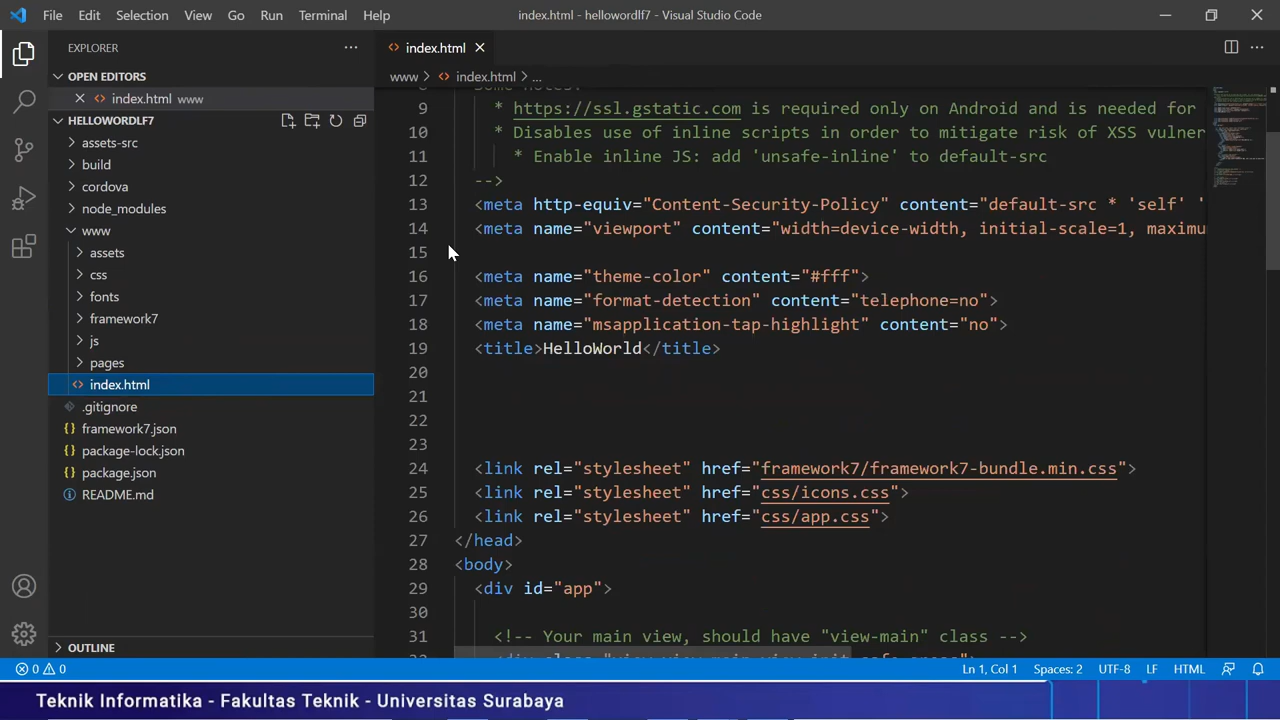 File Edit Selection View Go Run Terminal Help index.html - hellowordlf7 - Visual Studio Code
EXPLORER
OPEN EDITORS
index.html www
HELLOWORDLF7
assets-src
build
cordova
node_modules
www
assets
css
fonts
framework7
js
pages
index.html
.gitignore
framework7.json
package-lock.json
package.json
README.md
OUTLINE
index.html
www > index.html > ...
Some notes:
9 * https://ssl.gstatic.com is required only on Android and is needed for
10 * Disables use of inline scripts in order to mitigate risk of XSS vulner
11 * Enable inline JS: add 'unsafe-inline' to default-src
12 -->
13 <meta http-equiv="Content-Security-Policy" content="default-src * 'self' '
14 <meta name="viewport" content="width=device-width, initial-scale=1, maximu
15
16 <meta name="theme-color" content="#fff">
17 <meta name="format-detection" content="telephone=no">
18 <meta name="msapplication-tap-highlight" content="no">
19 <title>HelloWorld</title>
20
21
22
23
24 <link rel="stylesheet" href="framework7/framework7-bundle.min.css">
25 <link rel="stylesheet" href="css/icons.css">
26 <link rel="stylesheet" href="css/app.css">
27 </head>
28 <body>
29 <div id="app">
30
31 <!-- Your main view, should have "view-main" class -->
0 0 Ln 1, Col 1 Spaces: 2 UTF-8 LF HTML
Teknik Informatika - Fakultas Teknik - Universitas Surabaya